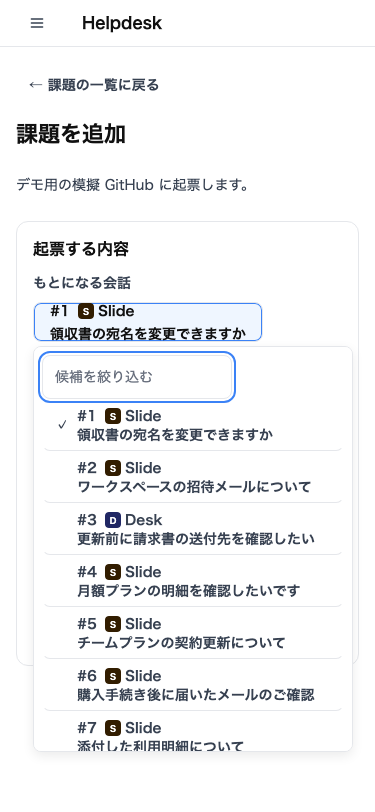 Helpdesk
← 課題の一覧に戻る
課題を追加
デモ用の模擬 GitHub に起票します。
起票する内容
もとになる会話
#1 S Slide
領収書の宛名を変更できますか
候補を絞り込む
✓ #1 S Slide
領収書の宛名を変更できますか
#2 S Slide
ワークスペースの招待メールについて
#3 D Desk
更新前に請求書の送付先を確認したい
#4 S Slide
月額プランの明細を確認したいです
#5 S Slide
チームプランの契約更新について
#6 S Slide
購入手続き後に届いたメールのご確認
#7 S Slide
添付した利用明細について